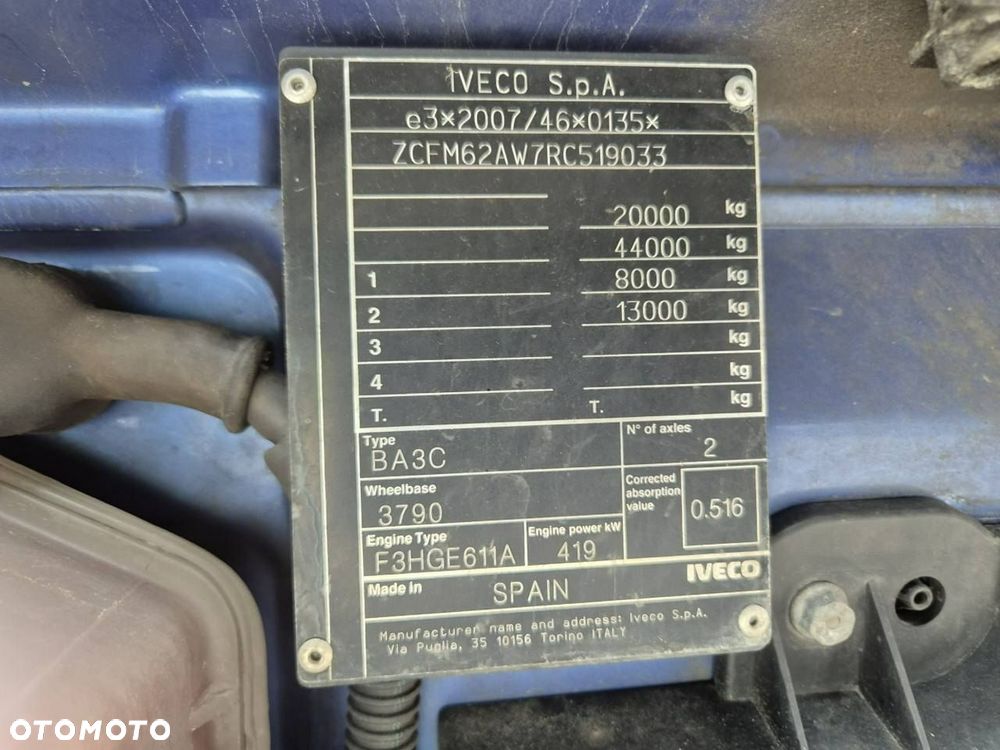 IVECO S.p.A.
e3*2007/46*0135*
ZCFM62AW7RC519033
20000 kg
44000 kg
1 8000 kg
2 13000 kg
3 kg
4 kg
T. T. kg
Type BA3C
N° of axles 2
Wheelbase 3790
Corrected absorption value 0.516
Engine Type F3HGE611A
Engine power kW 419
Made in SPAIN
IVECO
Manufacturer name and address: Iveco S.p.A.
Via Puglia, 35 10156 Torino ITALY
OTOMOTO